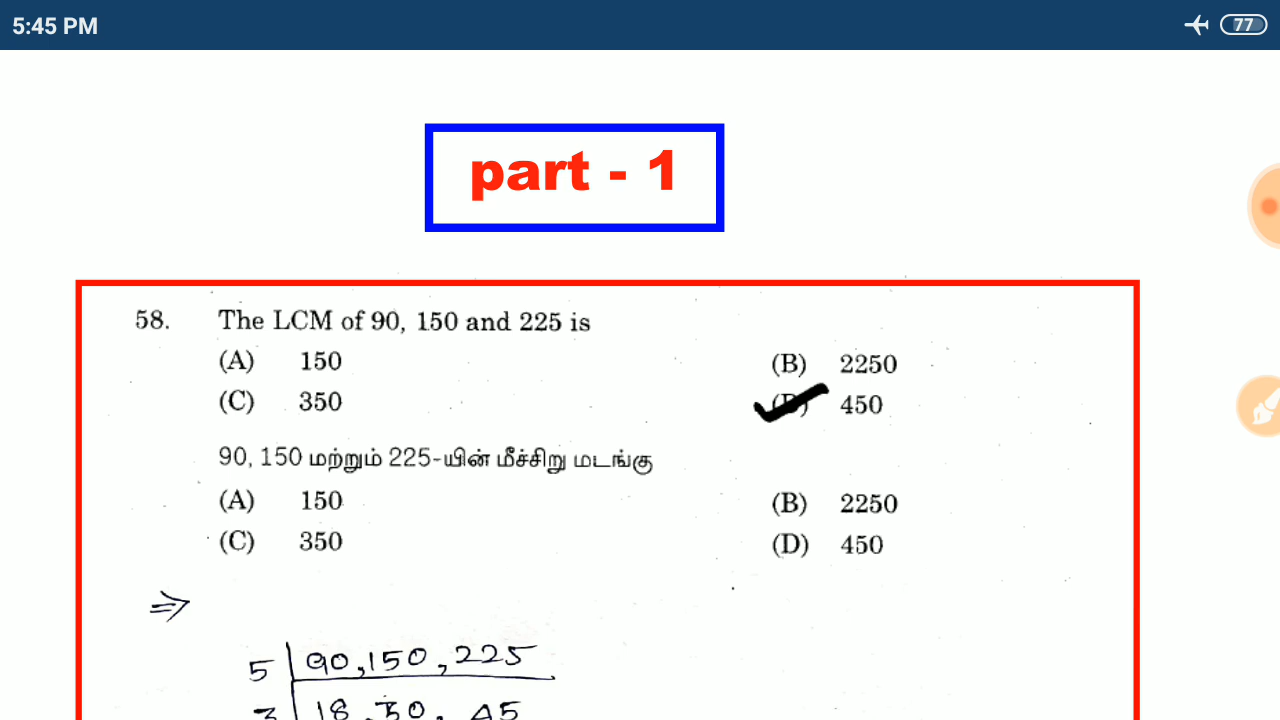 5:45 PM 77
part - 1
58. The LCM of 90, 150 and 225 is
(A) 150 (B) 2250
(C) 350 (D) 450
90, 150 மற்றும் 225-யின் மீச்சிறு மடங்கு
(A) 150 (B) 2250
(C) 350 (D) 450
⇒
5 | 90, 150, 225
3 | 18, 30, 45